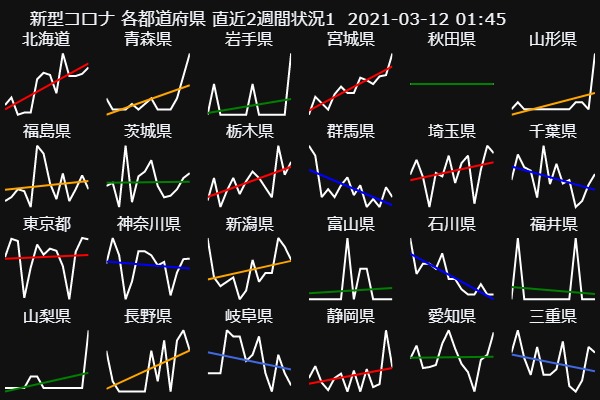 新型コロナ 各都道府県 直近2週間状況1 2021-03-12 01:45
北海道 青森県 岩手県 宮城県 秋田県 山形県
福島県 茨城県 栃木県 群馬県 埼玉県 千葉県
東京都 神奈川県 新潟県 富山県 石川県 福井県
山梨県 長野県 岐阜県 静岡県 愛知県 三重県